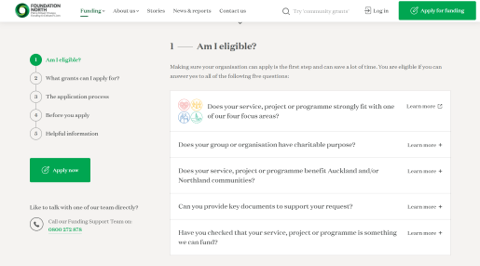 FOUNDATION
NORTH
Funding
About us
Stories
News & reports
Contact us
Try 'community grants'
Log in
Apply for funding
1 Am I eligible?
1
Am I eligible?
2
What grants can I apply for?
3
The application process
4
Before you apply
5
Helpful information
Apply now
Like to talk with one of our team directly?
Call our Funding Support Team on:
0800 272 878
Making sure your organisation can apply is the first step and can save a lot of time. You are eligible if you can
answer yes to all of the following five questions:
Does your service, project or programme strongly fit with one
of our four focus areas?
Learn more
Does your group or organisation have charitable purpose?
Learn more +
Does your service, project or programme benefit Auckland and/or
Northland communities?
Learn more +
Can you provide key documents to support your request?
Learn more +
Have you checked that your service, project or programme is something
we can fund?
Learn more +